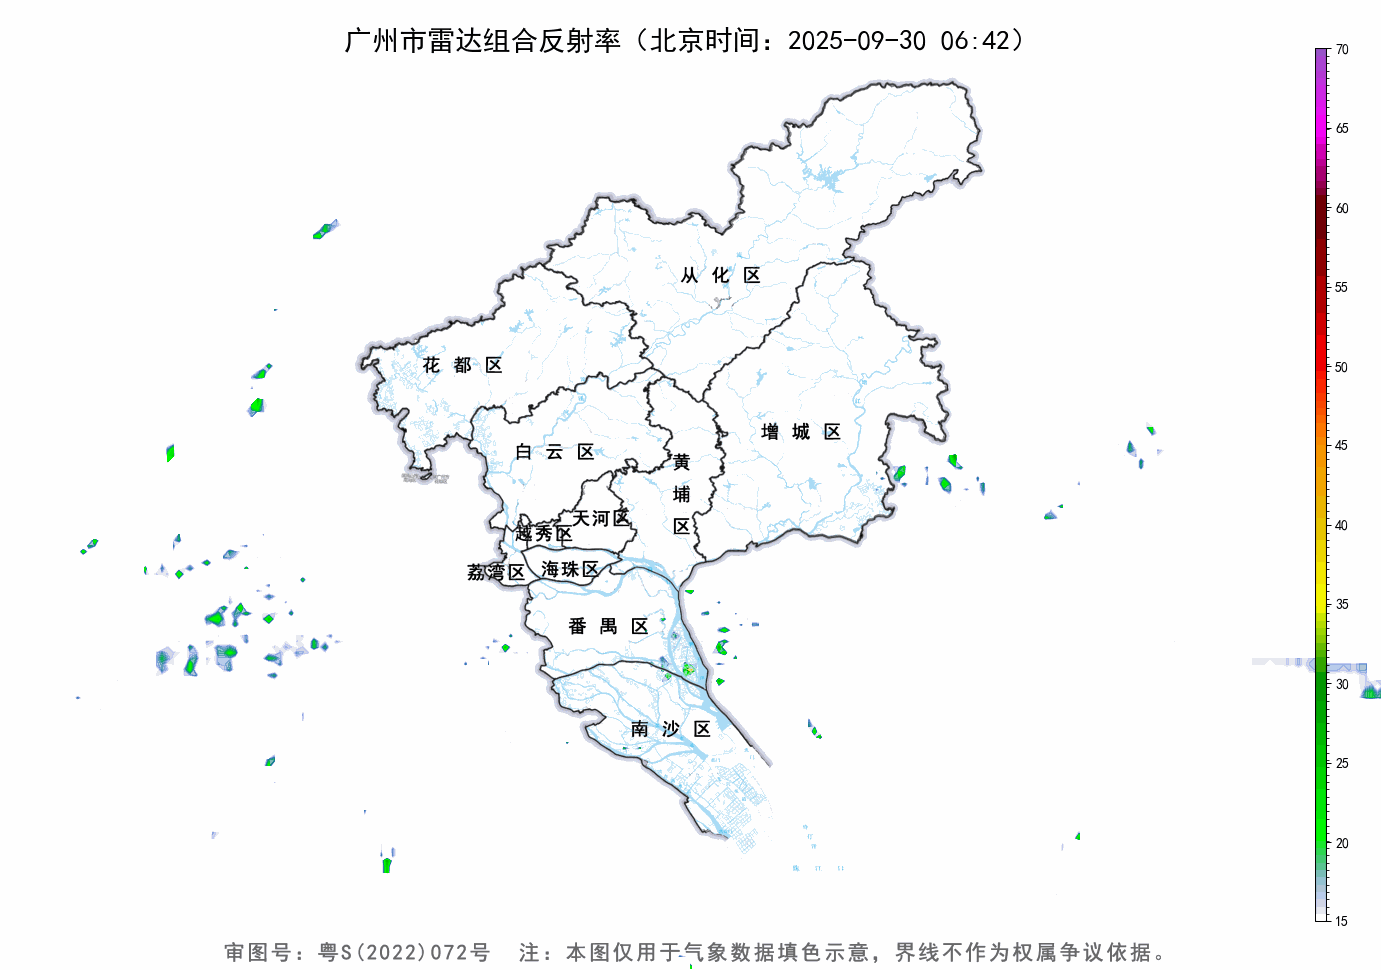 广州市雷达组合反射率（北京时间：2025-09-30 06:42）
70
65
60
55
50
45
40
35
30
25
20
15
从化区
花都区
增城区
白云区
黄埔区
天河区
越秀区
荔湾区
海珠区
番禺区
南沙区
审图号：粤S(2022)072号 注：本图仅用于气象数据填色示意，界线不作为权属争议依据。